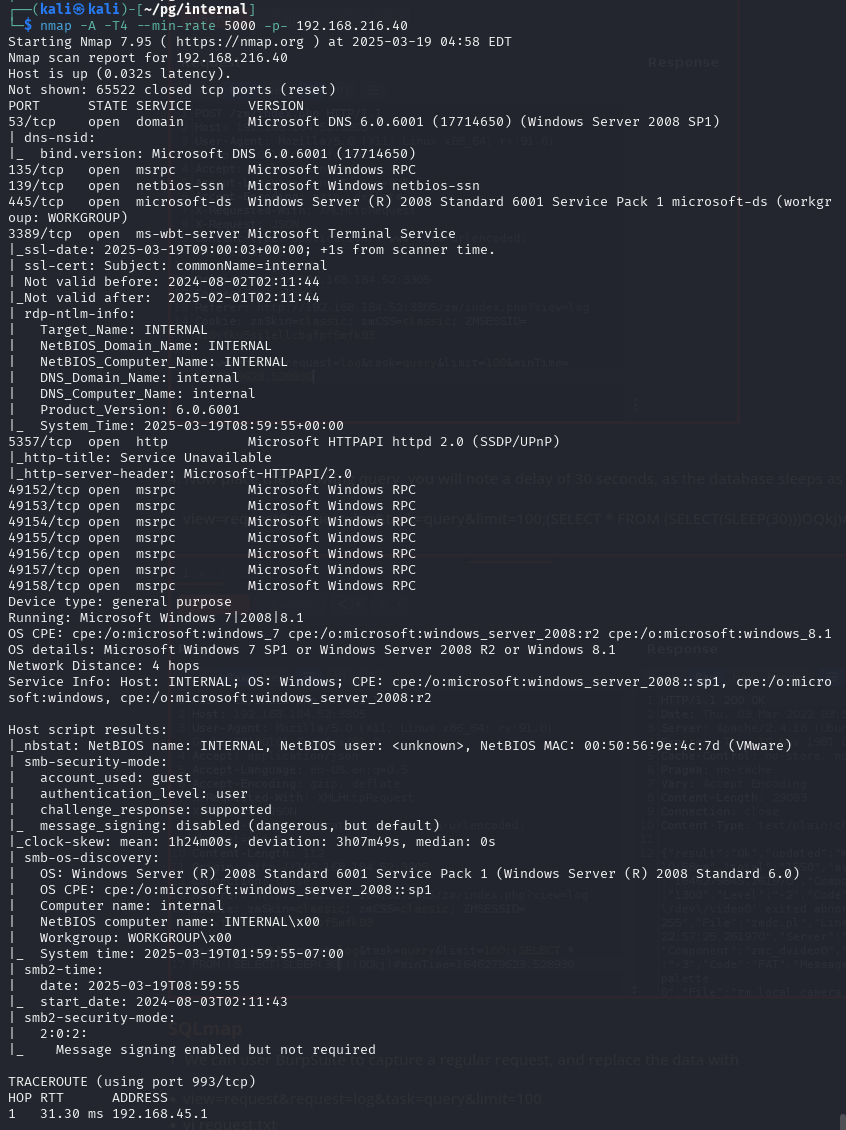 ┌──(kali㉿kali)-[~/pg/internal]
└─$ nmap -A -T4 --min-rate 5000 -p- 192.168.216.40
Starting Nmap 7.95 ( https://nmap.org ) at 2025-03-19 04:58 EDT
Nmap scan report for 192.168.216.40
Host is up (0.032s latency).
Not shown: 65522 closed tcp ports (reset)
PORT      STATE SERVICE       VERSION
53/tcp    open  domain        Microsoft DNS 6.0.6001 (17714650) (Windows Server 2008 SP1)
| dns-nsid:
|_  bind.version: Microsoft DNS 6.0.6001 (17714650)
135/tcp   open  msrpc         Microsoft Windows RPC
139/tcp   open  netbios-ssn   Microsoft Windows netbios-ssn
445/tcp   open  microsoft-ds  Windows Server (R) 2008 Standard 6001 Service Pack 1 microsoft-ds (workgr
oup: WORKGROUP)
3389/tcp  open  ms-wbt-server Microsoft Terminal Service
|_ssl-date: 2025-03-19T09:00:03+00:00; +1s from scanner time.
| ssl-cert: Subject: commonName=internal
| Not valid before: 2024-08-02T02:11:44
|_Not valid after:  2025-02-01T02:11:44
| rdp-ntlm-info:
|   Target_Name: INTERNAL
|   NetBIOS_Domain_Name: INTERNAL
|   NetBIOS_Computer_Name: INTERNAL
|   DNS_Domain_Name: internal
|   DNS_Computer_Name: internal
|   Product_Version: 6.0.6001
|_  System_Time: 2025-03-19T08:59:55+00:00
5357/tcp  open  http          Microsoft HTTPAPI httpd 2.0 (SSDP/UPnP)
|_http-title: Service Unavailable
|_http-server-header: Microsoft-HTTPAPI/2.0
49152/tcp open  msrpc         Microsoft Windows RPC
49153/tcp open  msrpc         Microsoft Windows RPC
49154/tcp open  msrpc         Microsoft Windows RPC
49155/tcp open  msrpc         Microsoft Windows RPC
49156/tcp open  msrpc         Microsoft Windows RPC
49157/tcp open  msrpc         Microsoft Windows RPC
49158/tcp open  msrpc         Microsoft Windows RPC
Device type: general purpose
Running: Microsoft Windows 7|2008|8.1
OS CPE: cpe:/o:microsoft:windows_7 cpe:/o:microsoft:windows_server_2008:r2 cpe:/o:microsoft:windows_8.1
OS details: Microsoft Windows 7 SP1 or Windows Server 2008 R2 or Windows 8.1
Network Distance: 4 hops
Service Info: Host: INTERNAL; OS: Windows; CPE: cpe:/o:microsoft:windows_server_2008::sp1, cpe:/o:micro
soft:windows, cpe:/o:microsoft:windows_server_2008:r2

Host script results:
|_nbstat: NetBIOS name: INTERNAL, NetBIOS user: <unknown>, NetBIOS MAC: 00:50:56:9e:4c:7d (VMware)
| smb-security-mode:
|   account_used: guest
|   authentication_level: user
|   challenge_response: supported
|_  message_signing: disabled (dangerous, but default)
|_clock-skew: mean: 1h24m00s, deviation: 3h07m49s, median: 0s
| smb-os-discovery:
|   OS: Windows Server (R) 2008 Standard 6001 Service Pack 1 (Windows Server (R) 2008 Standard 6.0)
|   OS CPE: cpe:/o:microsoft:windows_server_2008::sp1
|   Computer name: internal
|   NetBIOS computer name: INTERNAL\x00
|   Workgroup: WORKGROUP\x00
|_  System time: 2025-03-19T01:59:55-07:00
| smb2-time:
|   date: 2025-03-19T08:59:55
|_  start_date: 2024-08-03T02:11:43
| smb2-security-mode:
|   2:0:2:
|_    Message signing enabled but not required

TRACEROUTE (using port 993/tcp)
HOP RTT      ADDRESS
1   31.30 ms 192.168.45.1